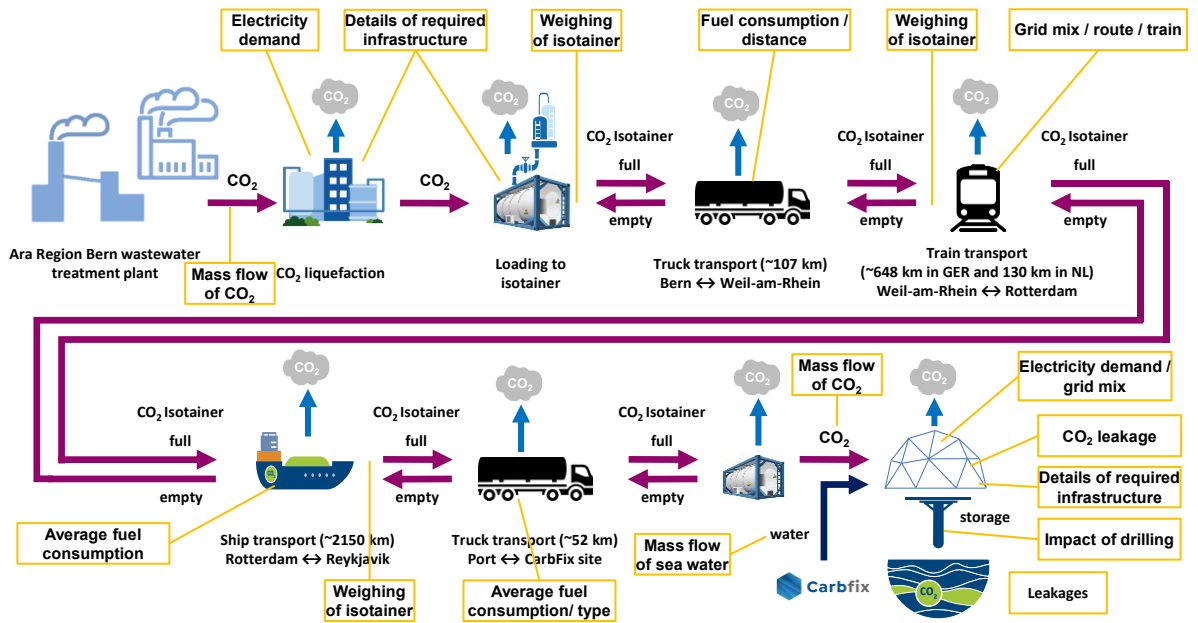 Electricity
demand
Details of required
infrastructure
Weighing
of isotainer
Fuel consumption /
distance
Weighing
of isotainer
Grid mix / route / train
CO2
CO2
CO2
CO2
CO2 Isotainer
full
empty
CO2 Isotainer
full
empty
CO2 Isotainer
full
empty
CO2
CO2
Ara Region Bern wastewater
treatment plant
Mass flow
of CO2
CO2 liquefaction
Loading to
isotainer
Truck transport (~107 km)
Bern ↔ Weil-am-Rhein
Train transport
(~648 km in GER and 130 km in NL)
Weil-am-Rhein ↔ Rotterdam
CO2
CO2
CO2
CO2
Mass flow
of CO2
Electricity demand /
grid mix
CO2 Isotainer
full
empty
CO2 Isotainer
full
empty
CO2 Isotainer
full
empty
CO2
CO2 leakage
CO2
Details of required
infrastructure
Average fuel
consumption
Ship transport (~2150 km)
Rotterdam ↔ Reykjavik
Truck transport (~52 km)
Port ↔ CarbFix site
Mass flow
of sea water
water
storage
Impact of drilling
Weighing
of isotainer
Average fuel
consumption/ type
Carbfix
CO2
Leakages